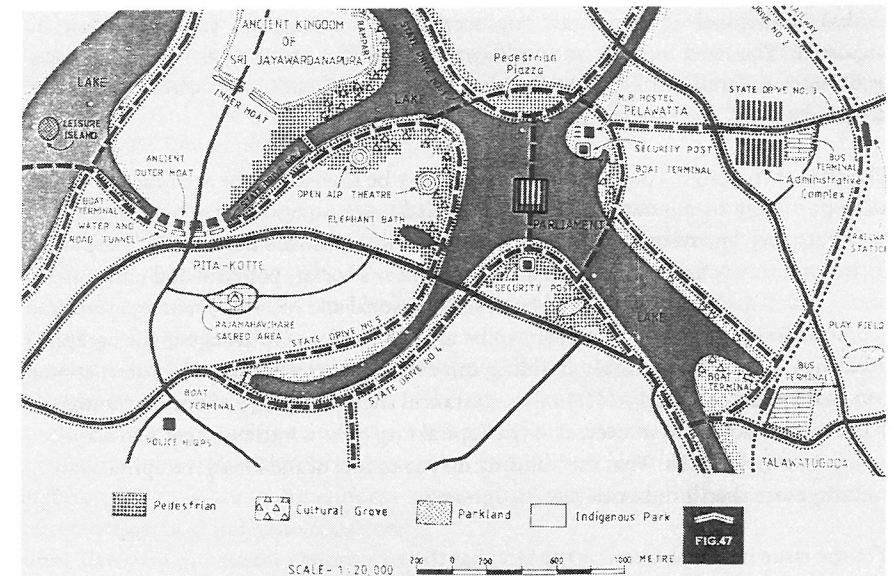 ANCIENT KINGDOM
OF
SRI JAYAWARDANAPURA
LAKE
LEISURE
ISLAND
INNER MOAT
LAKE
Pedestrian
Piazza
M.P. HOSTEL
PELAWATTA
STATE DRIVE NO. 3
SECURITY POST
BOAT TERMINAL
BUS
TERMINAL
Administrative
Complex
ANCIENT
OUTER MOAT
OPEN AIR THEATRE
BOAT
TERMINAL
WATER AND
ROAD TUNNEL
ELEPHANT BATH
PARLIAMENT
RAILWAY
STATION
PITA-KOTTE
SECURITY POST
RAJAMAHAVIHARE
SACRED AREA
STATE DRIVE NO
LAKE
PLAY FIELD
STATE DRIVE NO.4
BOAT
TERMINAL
BUS
TERMINAL
BOAT
TERMINAL
POLICE HDQRS
TALAWATUGODA
Pedestrian
Cultural Grove
Parkland
Indigenous Park
FIG.47
SCALE - 1:20,000
200 0 200 600 1000 METRE